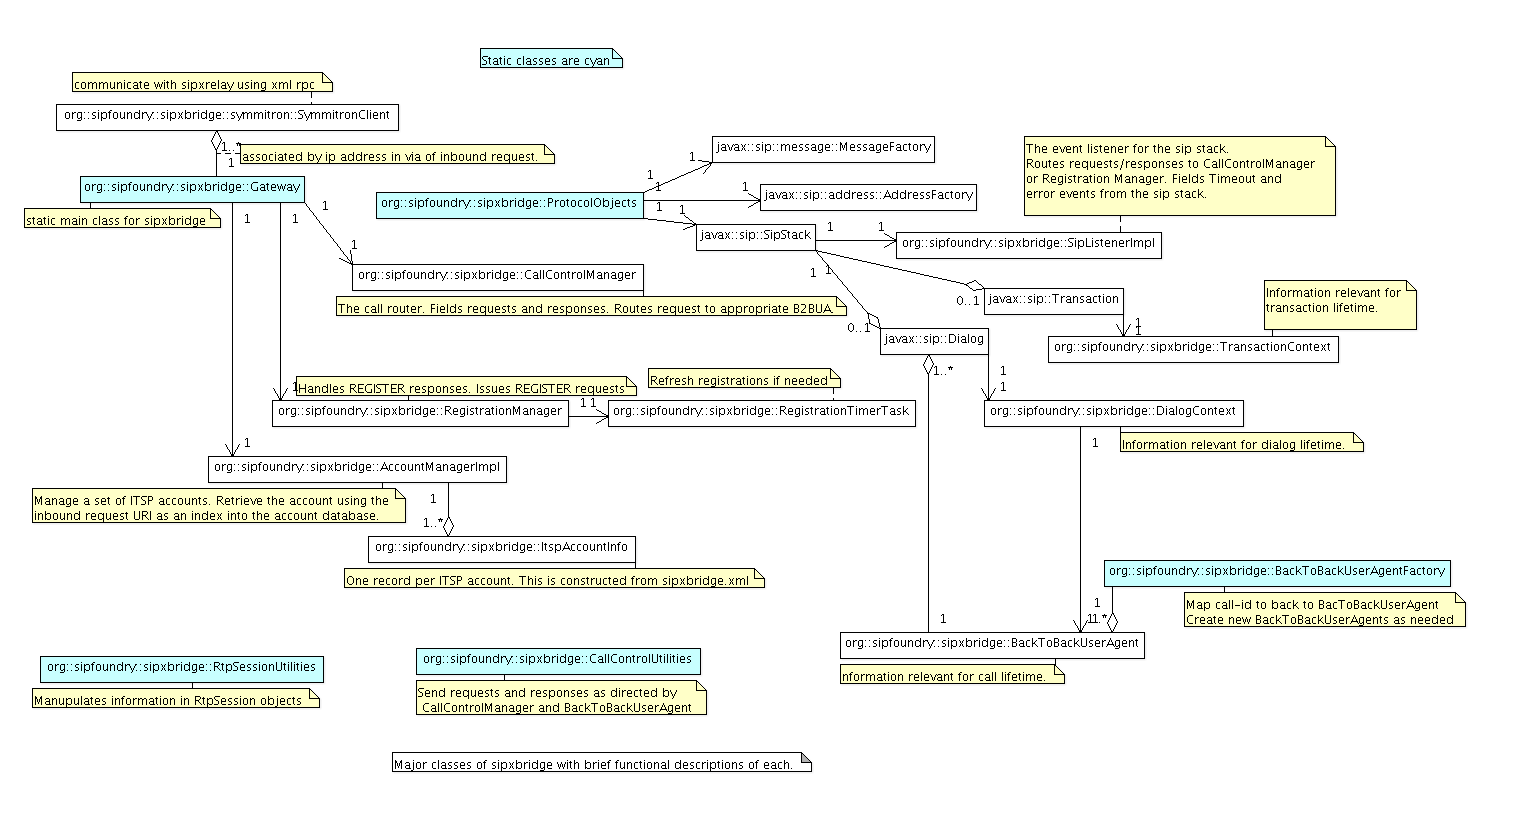 Static classes are cyan
communicate with sipxrelay using xml rpc
org::sipfoundry::sipxbridge::symmitron::SymmitronClient
1..*
1
associated by ip address in via of inbound request.
org::sipfoundry::sipxbridge::Gateway
static main class for sipxbridge
1
1
1
1
org::sipfoundry::sipxbridge::CallControlManager
The call router. Fields requests and responses. Routes request to appropriate B2BUA.
org::sipfoundry::sipxbridge::ProtocolObjects
1
1
1
1
1
1
javax::sip::message::MessageFactory
javax::sip::address::AddressFactory
javax::sip::SipStack
1
1
The event listener for the sip stack.
Routes requests/responses to CallControlManager
or Registration Manager. Fields Timeout and
error events from the sip stack.
org::sipfoundry::sipxbridge::SipListenerImpl
1
1
0..1
javax::sip::Transaction
Information relevant for
transaction lifetime.
1
1
org::sipfoundry::sipxbridge::TransactionContext
0..1
javax::sip::Dialog
1..*
1
1
1
Handles REGISTER responses. Issues REGISTER requests
Refresh registrations if needed
org::sipfoundry::sipxbridge::RegistrationManager
1
1
org::sipfoundry::sipxbridge::RegistrationTimerTask
org::sipfoundry::sipxbridge::DialogContext
Information relevant for dialog lifetime.
1
1
org::sipfoundry::sipxbridge::AccountManagerImpl
Manage a set of ITSP accounts. Retrieve the account using the
inbound request URI as an index into the account database.
1
1..*
org::sipfoundry::sipxbridge::ItspAccountInfo
One record per ITSP account. This is constructed from sipxbridge.xml
org::sipfoundry::sipxbridge::BackToBackUserAgentFactory
Map call-id to back to BacToBackUserAgent
Create new BackToBackUserAgents as needed
1
1
1..*
1
org::sipfoundry::sipxbridge::BackToBackUserAgent
nformation relevant for call lifetime.
org::sipfoundry::sipxbridge::RtpSessionUtilities
Manupulates information in RtpSession objects
org::sipfoundry::sipxbridge::CallControlUtilities
Send requests and responses as directed by
CallControlManager and BackToBackUserAgent
Major classes of sipxbridge with brief functional descriptions of each.